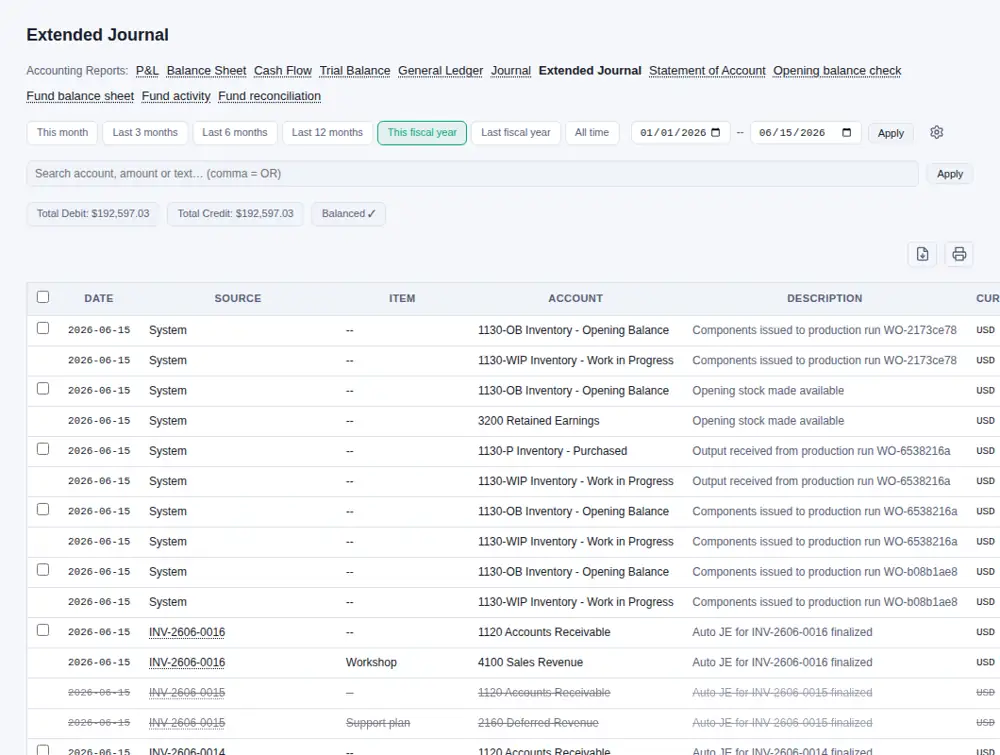 Extended Journal
Accounting Reports: P&L Balance Sheet Cash Flow Trial Balance General Ledger Journal Extended Journal Statement of Account Opening balance check
Fund balance sheet Fund activity Fund reconciliation
This month Last 3 months Last 6 months Last 12 months This fiscal year Last fiscal year All time 01/01/2026 -- 06/15/2026 Apply
Search account, amount or text… (comma = OR) Apply
Total Debit: $192,597.03 Total Credit: $192,597.03 Balanced ✓
DATE SOURCE ITEM ACCOUNT DESCRIPTION CUR
2026-06-15 System -- 1130-OB Inventory - Opening Balance Components issued to production run WO-2173ce78 USD
2026-06-15 System -- 1130-WIP Inventory - Work in Progress Components issued to production run WO-2173ce78 USD
2026-06-15 System -- 1130-OB Inventory - Opening Balance Opening stock made available USD
2026-06-15 System -- 3200 Retained Earnings Opening stock made available USD
2026-06-15 System -- 1130-P Inventory - Purchased Output received from production run WO-6538216a USD
2026-06-15 System -- 1130-WIP Inventory - Work in Progress Output received from production run WO-6538216a USD
2026-06-15 System -- 1130-OB Inventory - Opening Balance Components issued to production run WO-6538216a USD
2026-06-15 System -- 1130-WIP Inventory - Work in Progress Components issued to production run WO-6538216a USD
2026-06-15 System -- 1130-OB Inventory - Opening Balance Components issued to production run WO-b08b1ae8 USD
2026-06-15 System -- 1130-WIP Inventory - Work in Progress Components issued to production run WO-b08b1ae8 USD
2026-06-15 INV-2606-0016 -- 1120 Accounts Receivable Auto JE for INV-2606-0016 finalized USD
2026-06-15 INV-2606-0016 Workshop 4100 Sales Revenue Auto JE for INV-2606-0016 finalized USD
2026-06-15 INV-2606-0015 -- 1120 Accounts Receivable Auto JE for INV-2606-0015 finalized USD
2026-06-15 INV-2606-0015 Support plan 2160 Deferred Revenue Auto JE for INV-2606-0015 finalized USD
2026-06-15 INV-2606-0014 -- 1120 Accounts Receivable Auto JE for INV-2606-0014 finalized USD